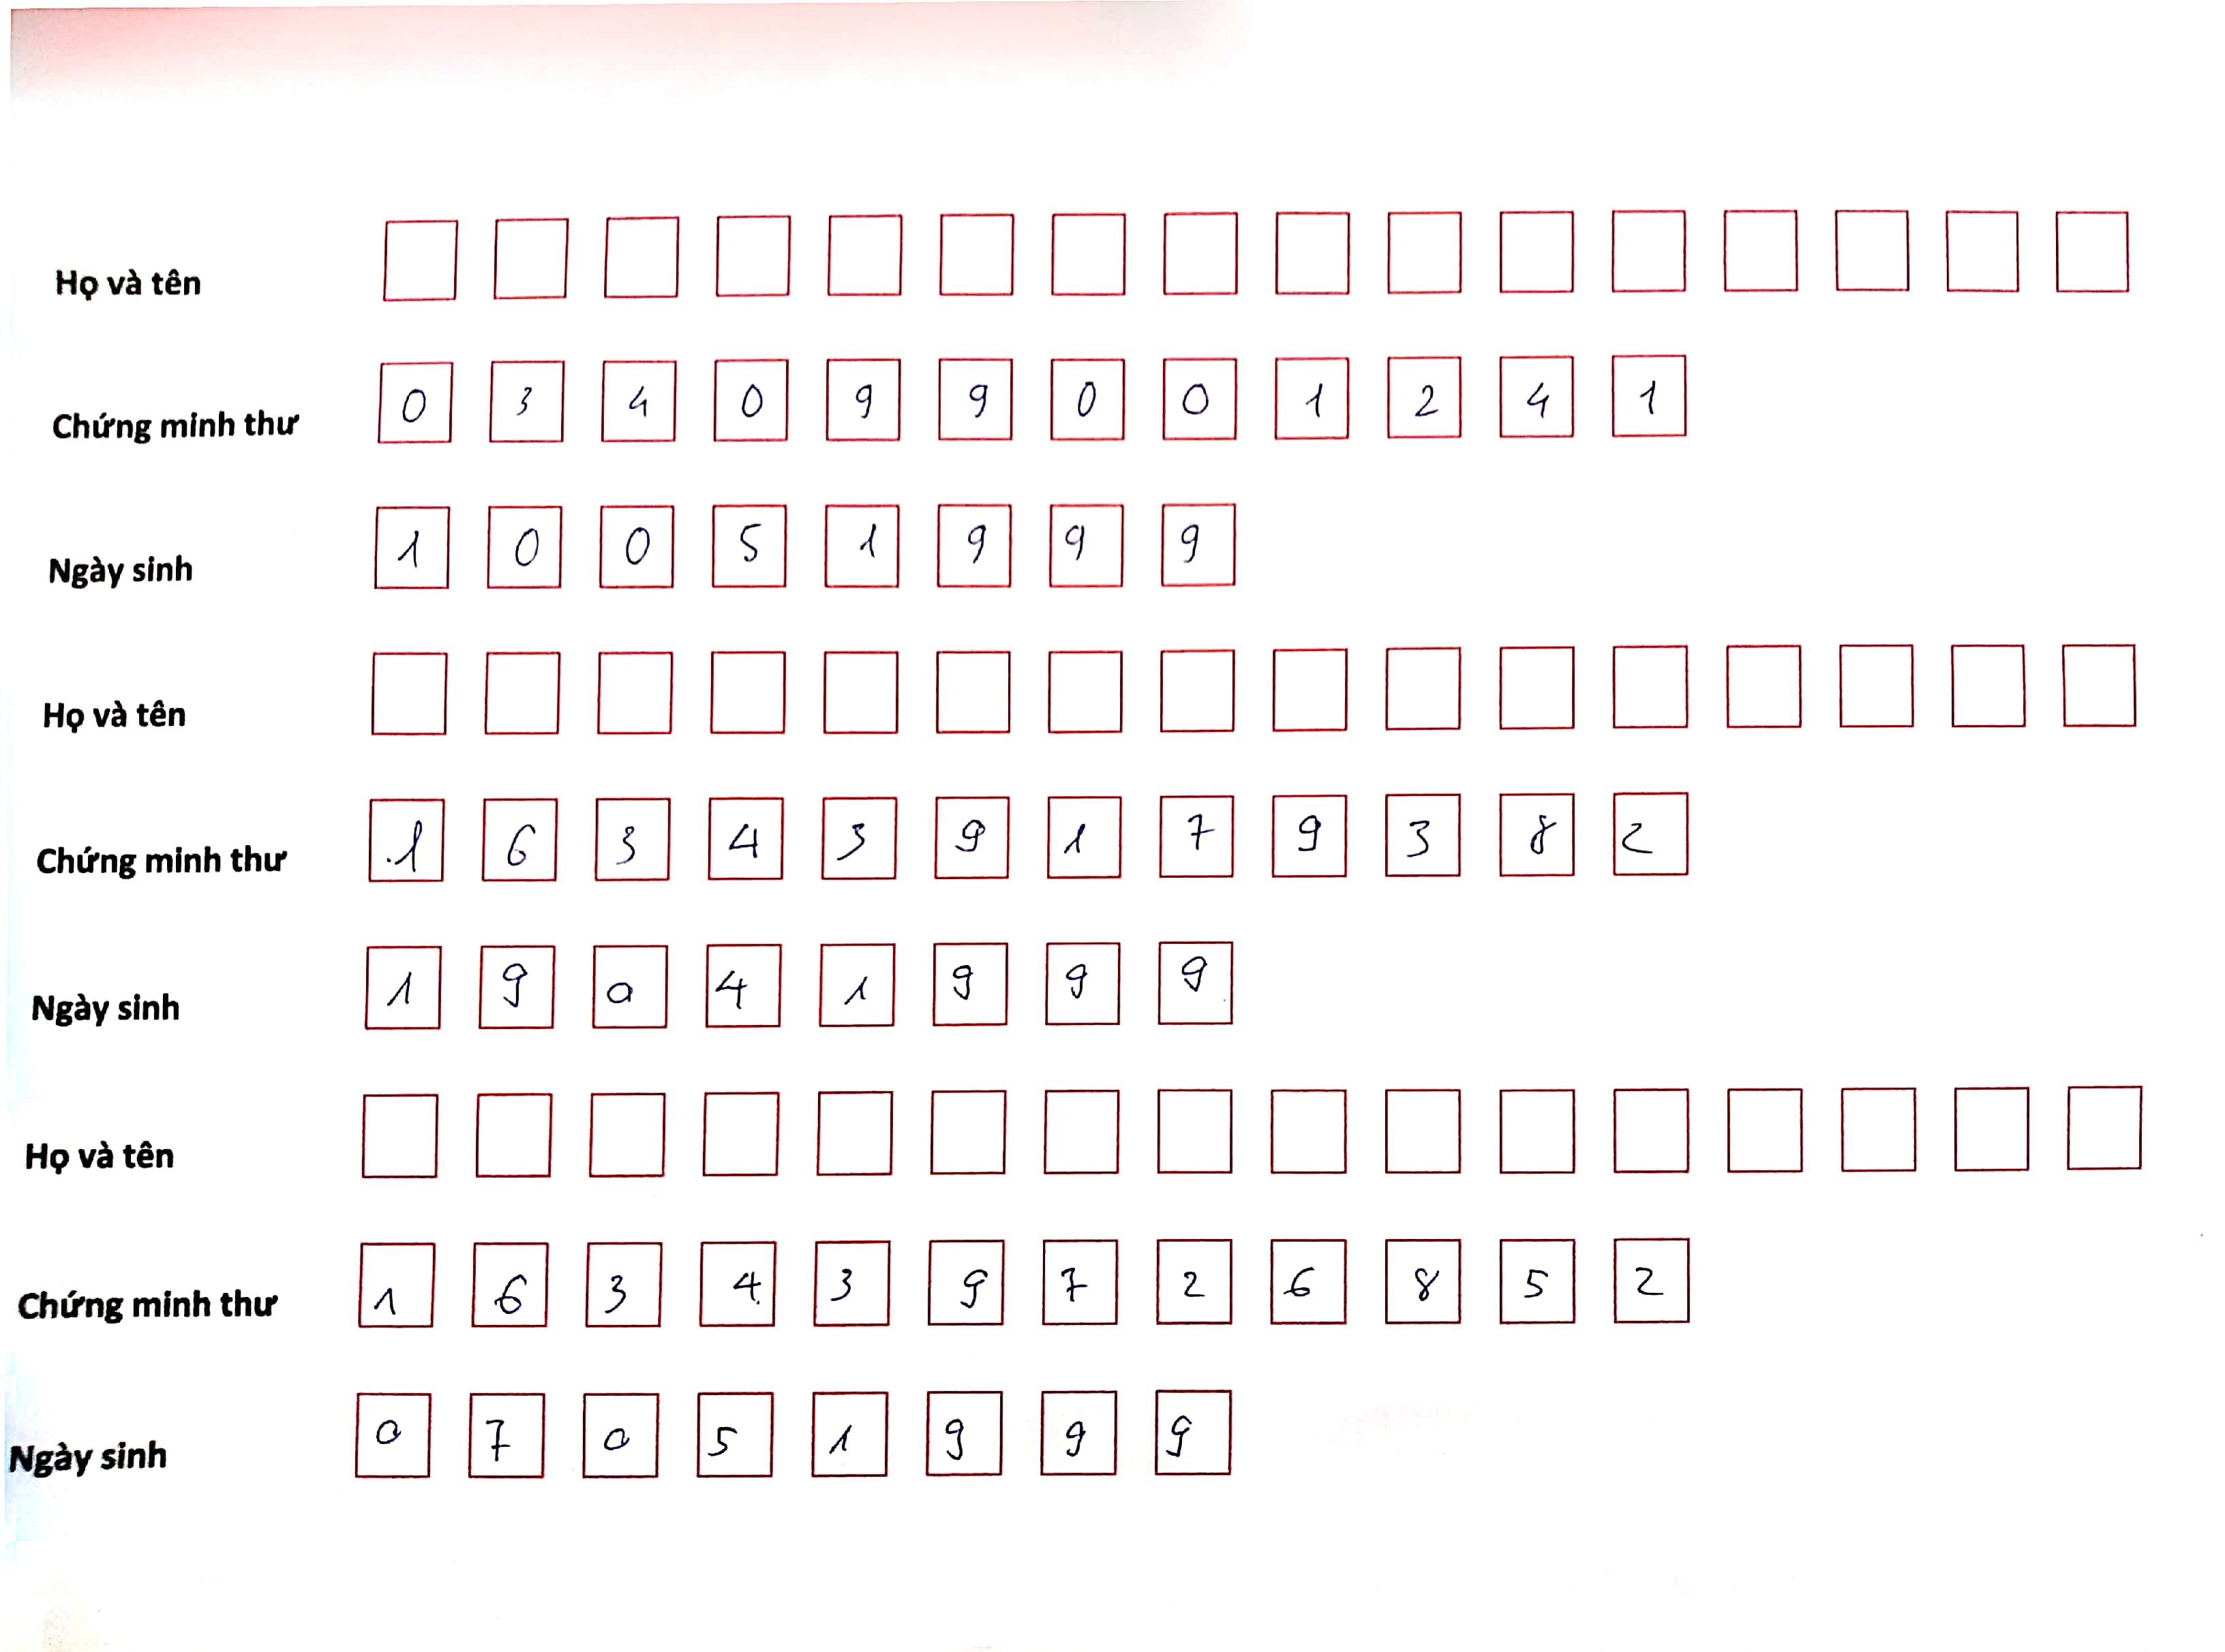 Họ và tên
Chứng minh thư 0 3 4 0 9 9 0 0 1 2 4 1
Ngày sinh 1 0 0 5 1 9 9 9
Họ và tên
Chứng minh thư 1 6 3 4 3 9 1 7 9 3 8 2
Ngày sinh 1 9 0 4 1 9 9 9
Họ và tên
Chứng minh thư 1 6 3 4 3 9 7 2 6 8 5 2
Ngày sinh 0 7 0 5 1 9 9 9